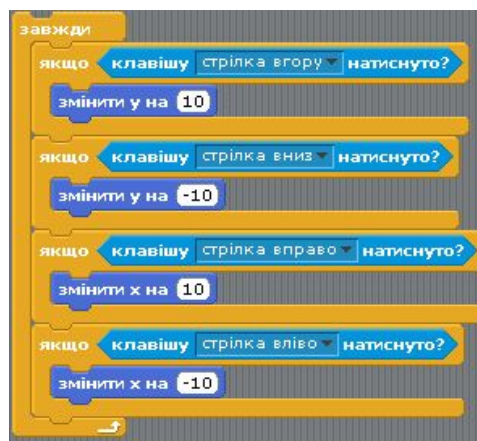 завжди
якщо клавішу стрілка вгору натиснуто?
змінити y на 10
якщо клавішу стрілка вниз натиснуто?
змінити y на -10
якщо клавішу стрілка вправо натиснуто?
змінити x на 10
якщо клавішу стрілка вліво натиснуто?
змінити x на -10